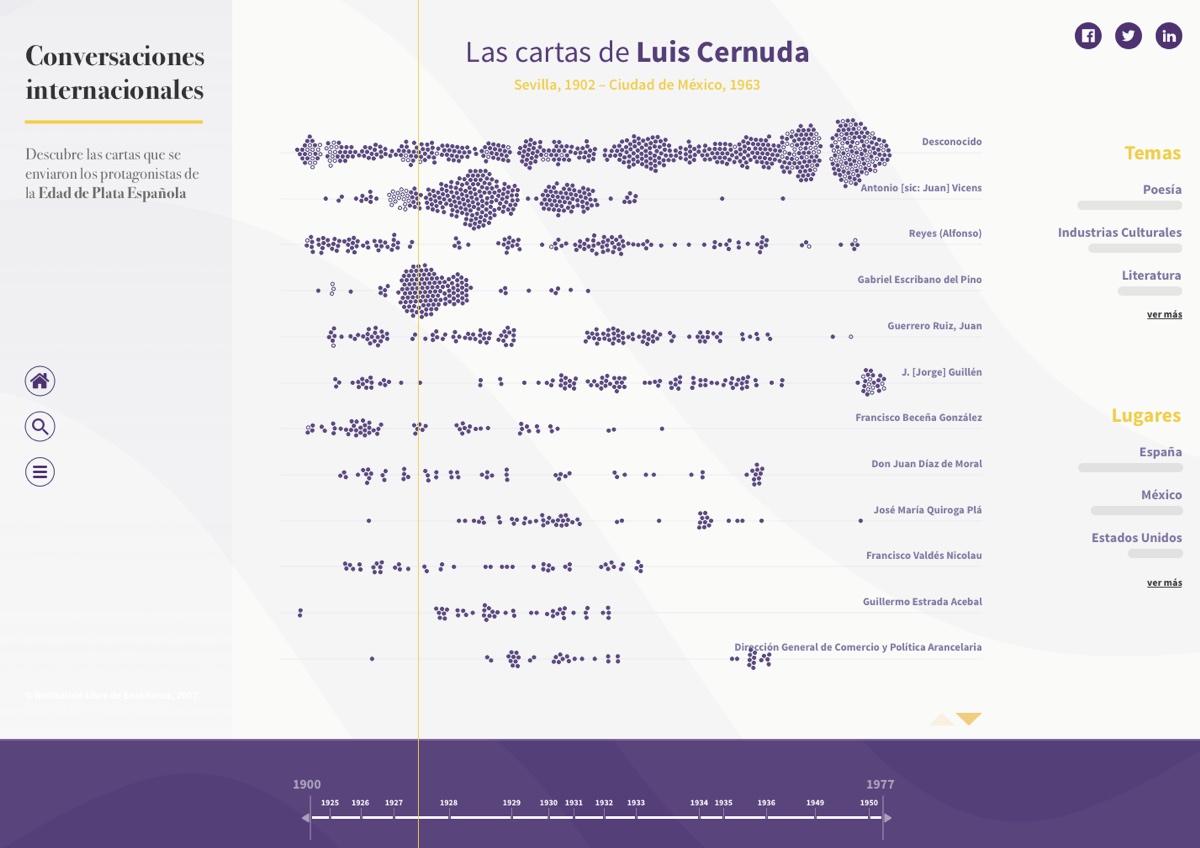 Conversaciones
internacionales
Descubre las cartas que se
enviaron los protagonistas de
la Edad de Plata Española
Las cartas de Luis Cernuda
Sevilla, 1902 – Ciudad de México, 1963
Desconocido
Antonio [sic: Juan] Vicens
Reyes (Alfonso)
Gabriel Escribano del Pino
Guerrero Ruiz, Juan
J. [Jorge] Guillén
Francisco Beceña González
Don Juan Díaz de Moral
José María Quiroga Plá
Francisco Valdés Nicolau
Guillermo Estrada Acebal
Dirección General de Comercio y Política Arancelaria
Temas
Poesía
Industrias Culturales
Literatura
ver más
Lugares
España
México
Estados Unidos
ver más
1900 1977
1925 1926 1927 1928 1929 1930 1931 1932 1933 1934 1935 1936 1949 1950